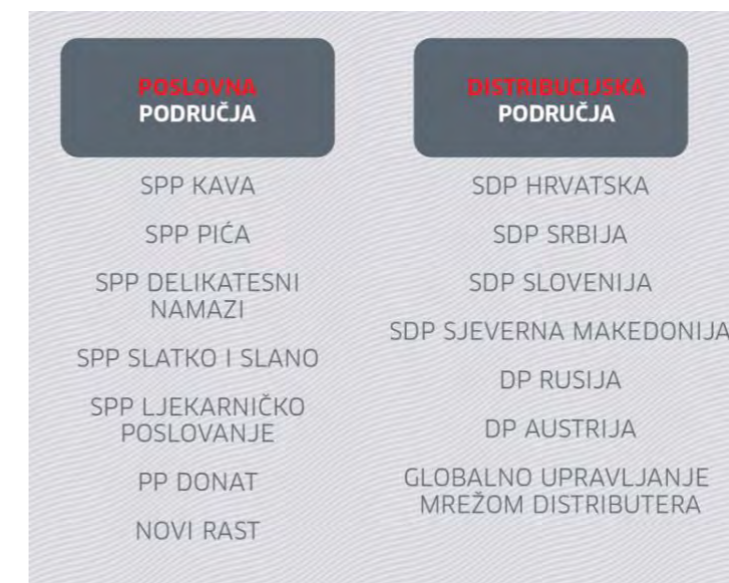 POSLOVNA
PODRUČJA
SPP KAVA
SPP PIĆA
SPP DELIKATESNI
NAMAZI
SPP SLATKO I SLANO
SPP LJEKARNIČKO
POSLOVANJE
PP DONAT
NOVI RAST
DISTRIBUCIJSKA
PODRUČJA
SDP HRVATSKA
SDP SRBIJA
SDP SLOVENIJA
SDP SJEVERNA MAKEDONIJA
DP RUSIJA
DP AUSTRIJA
GLOBALNO UPRAVLJANJE
MREŽOM DISTRIBUTERA